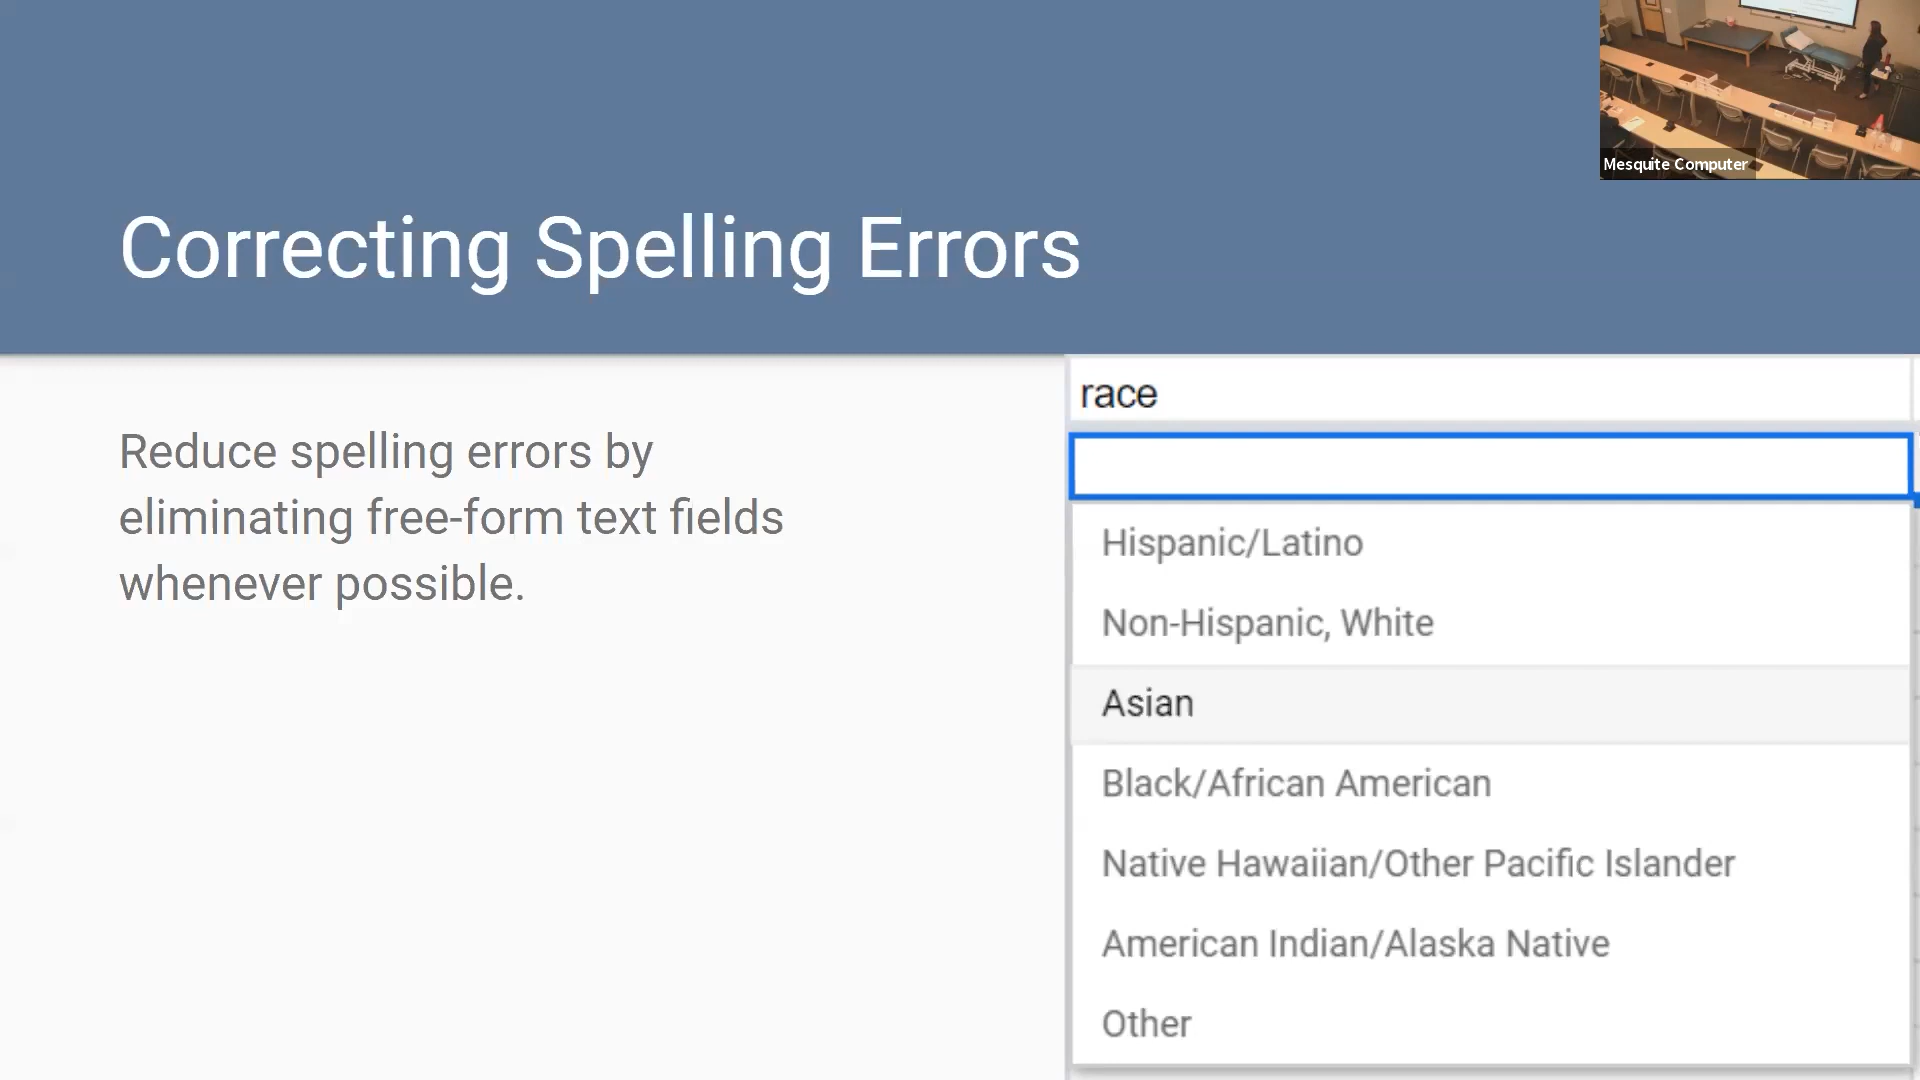 Mesquite Computer
Correcting Spelling Errors
Reduce spelling errors by
eliminating free-form text fields
whenever possible.
race
Hispanic/Latino
Non-Hispanic, White
Asian
Black/African American
Native Hawaiian/Other Pacific Islander
American Indian/Alaska Native
Other